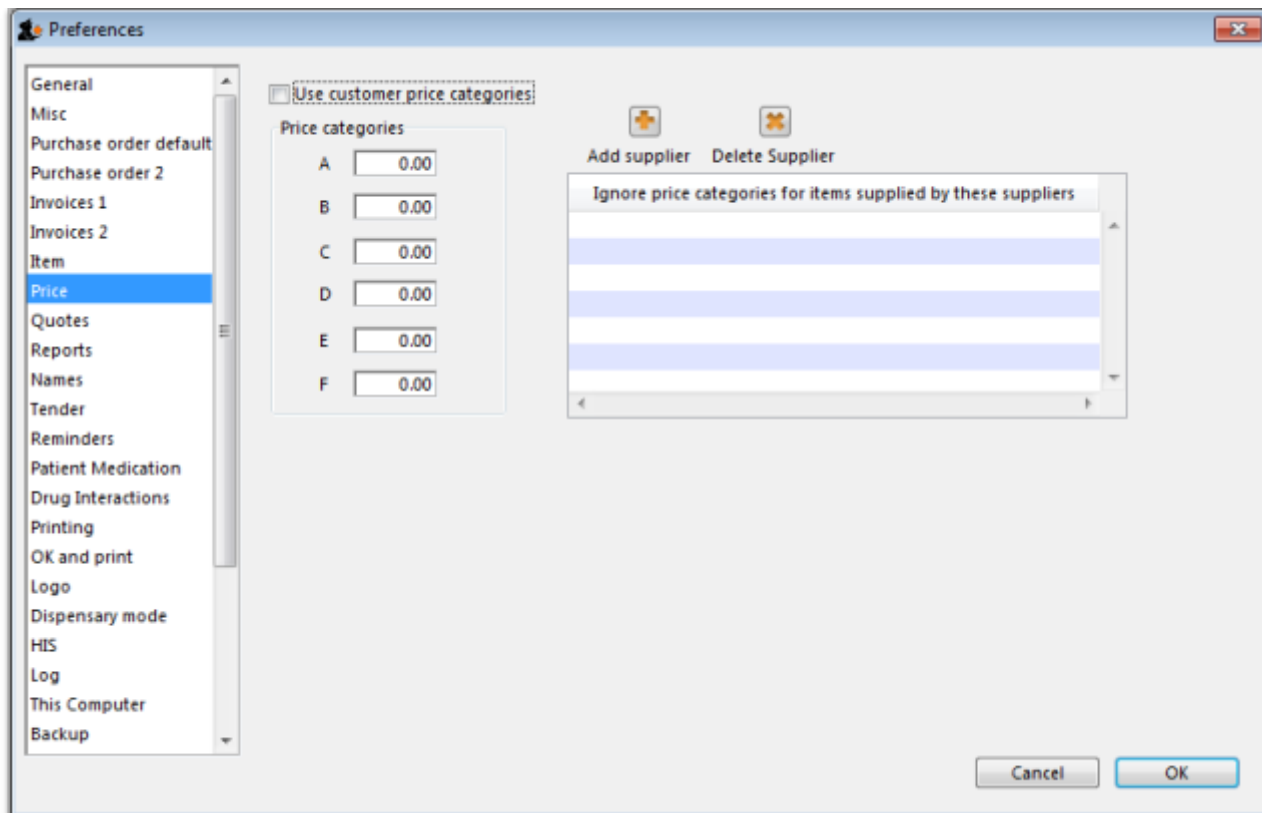 Preferences
General
Misc
Purchase order default
Purchase order 2
Invoices 1
Invoices 2
Item
Price
Quotes
Reports
Names
Tender
Reminders
Patient Medication
Drug Interactions
Printing
OK and print
Logo
Dispensary mode
HIS
Log
This Computer
Backup
Use customer price categories
Price categories
A 0.00
B 0.00
C 0.00
D 0.00
E 0.00
F 0.00
Add supplier Delete Supplier
Ignore price categories for items supplied by these suppliers
Cancel OK